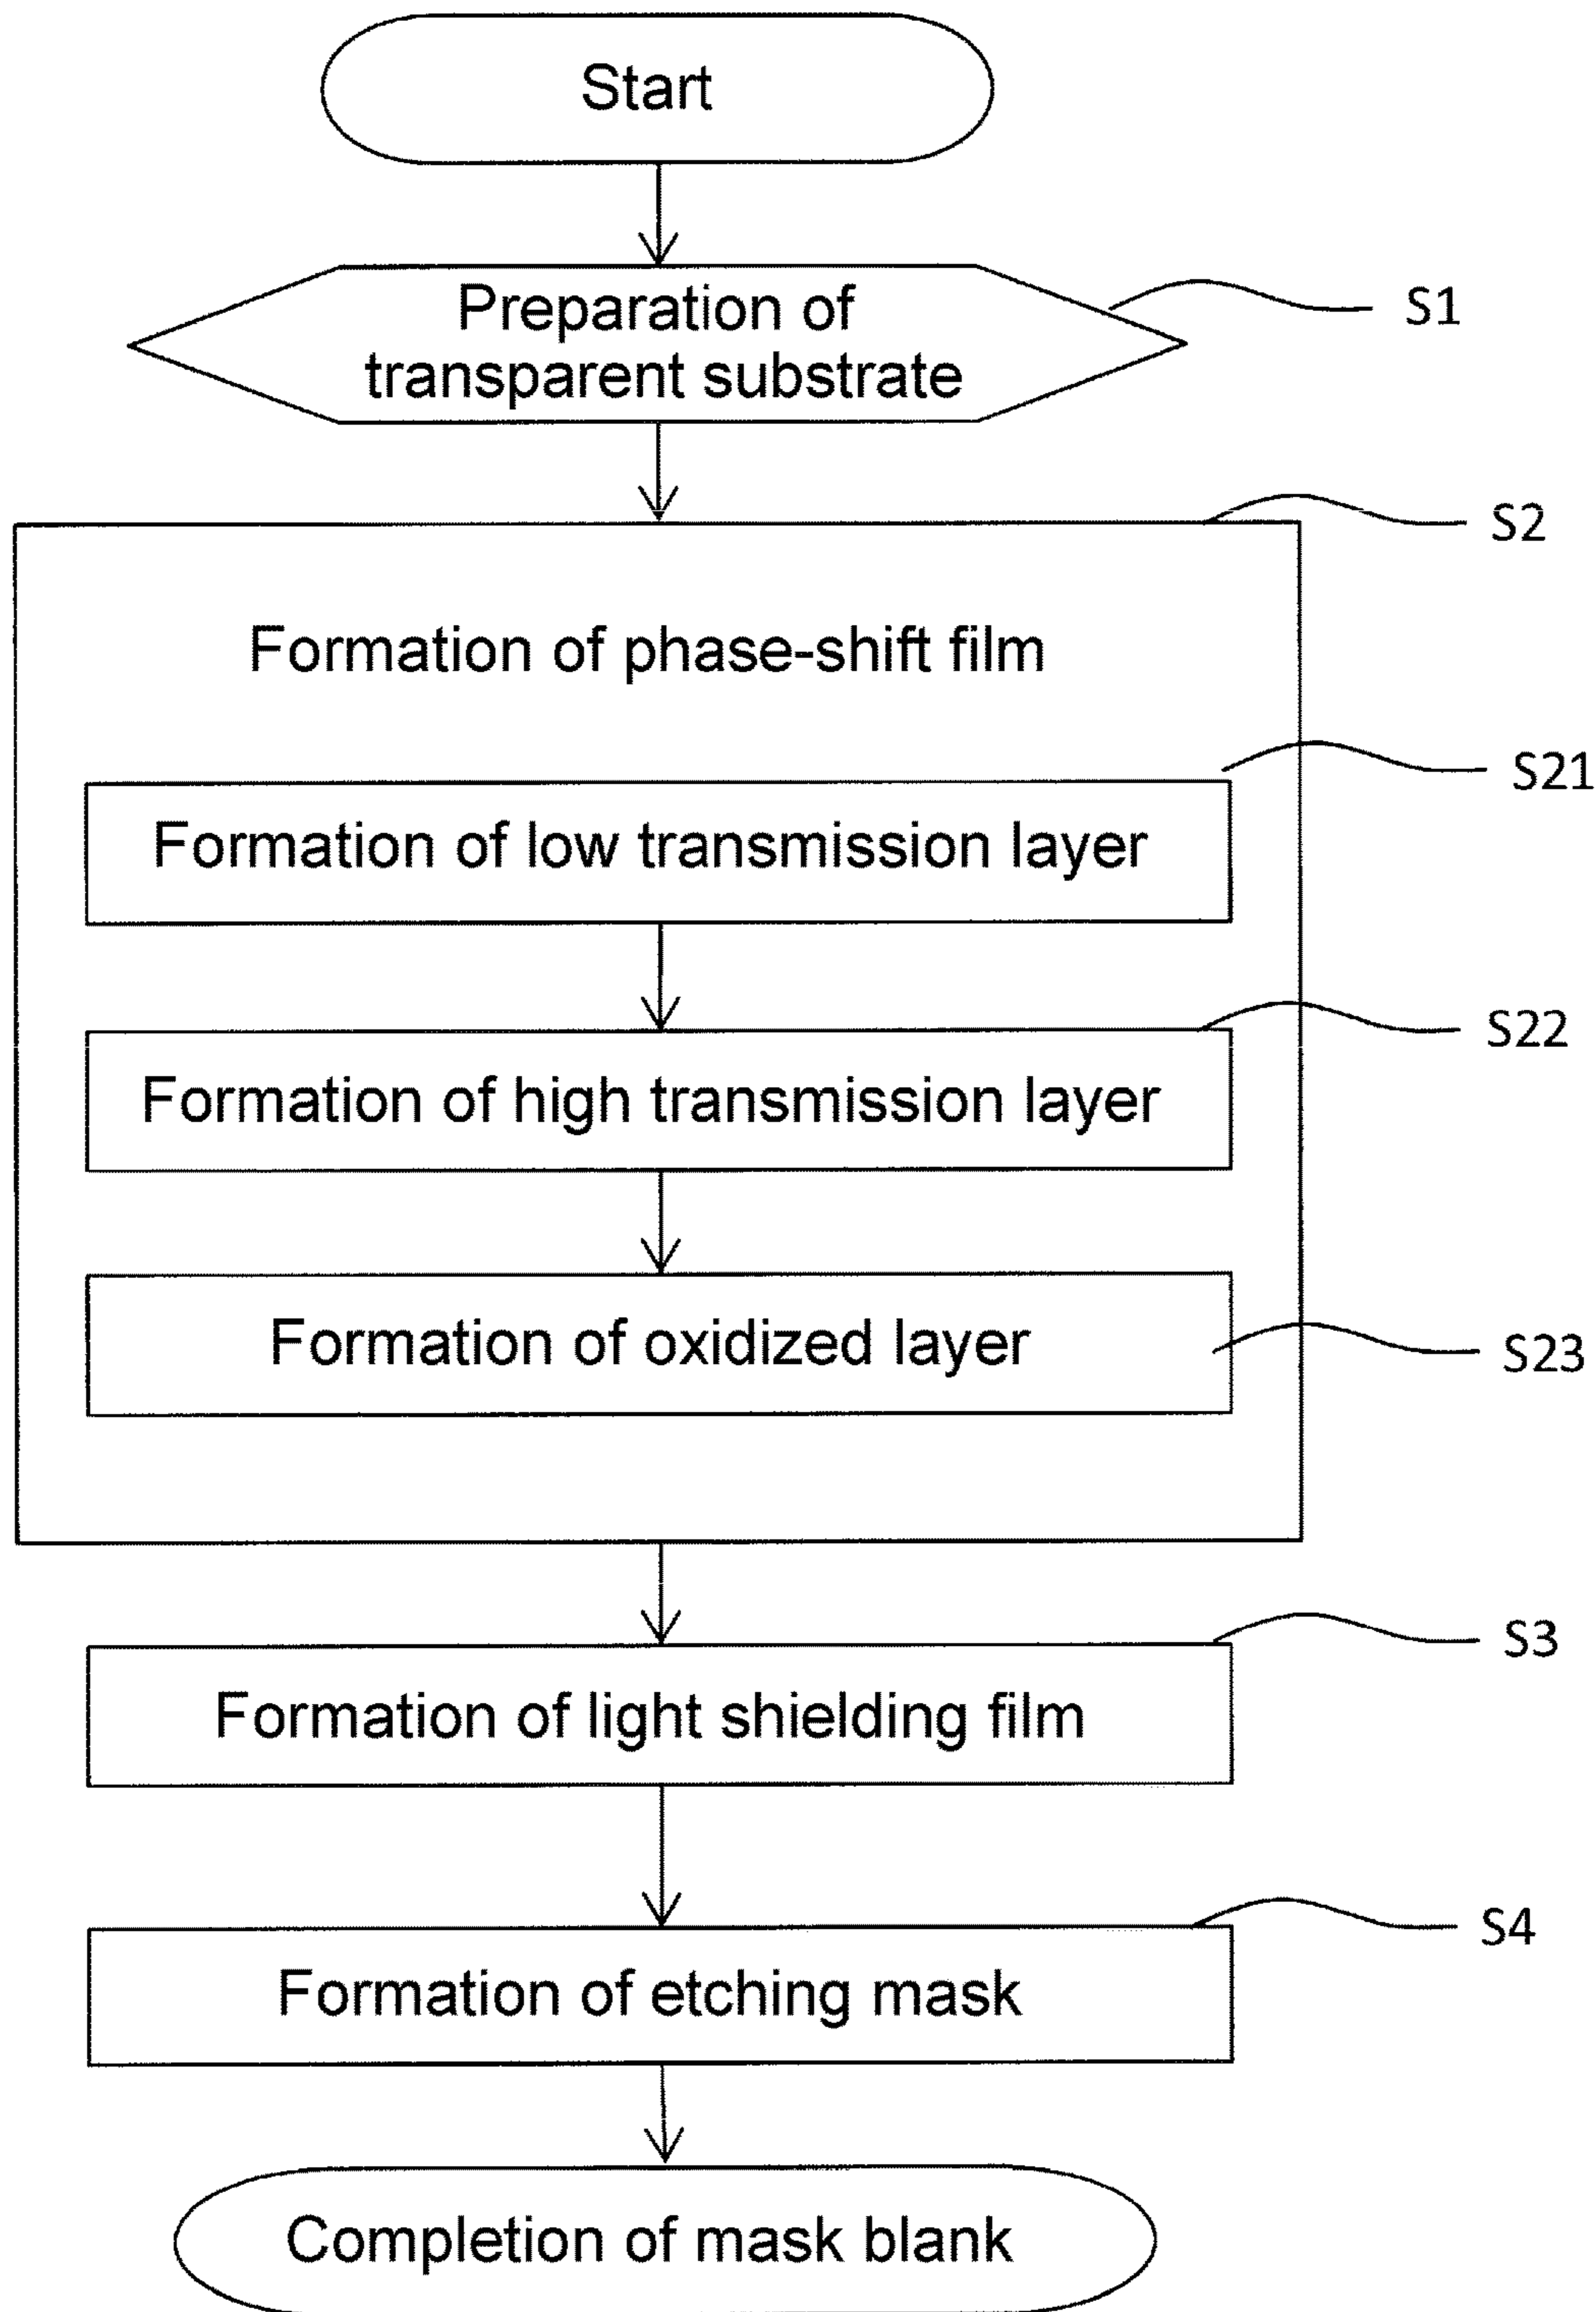 Start
Preparation of
transparent substrate
S1
S2
Formation of phase-shift film
S21
Formation of low transmission layer
S22
Formation of high transmission layer
Formation of oxidized layer
S23
S3
Formation of light shielding film
S4
Formation of etching mask
Completion of mask blank